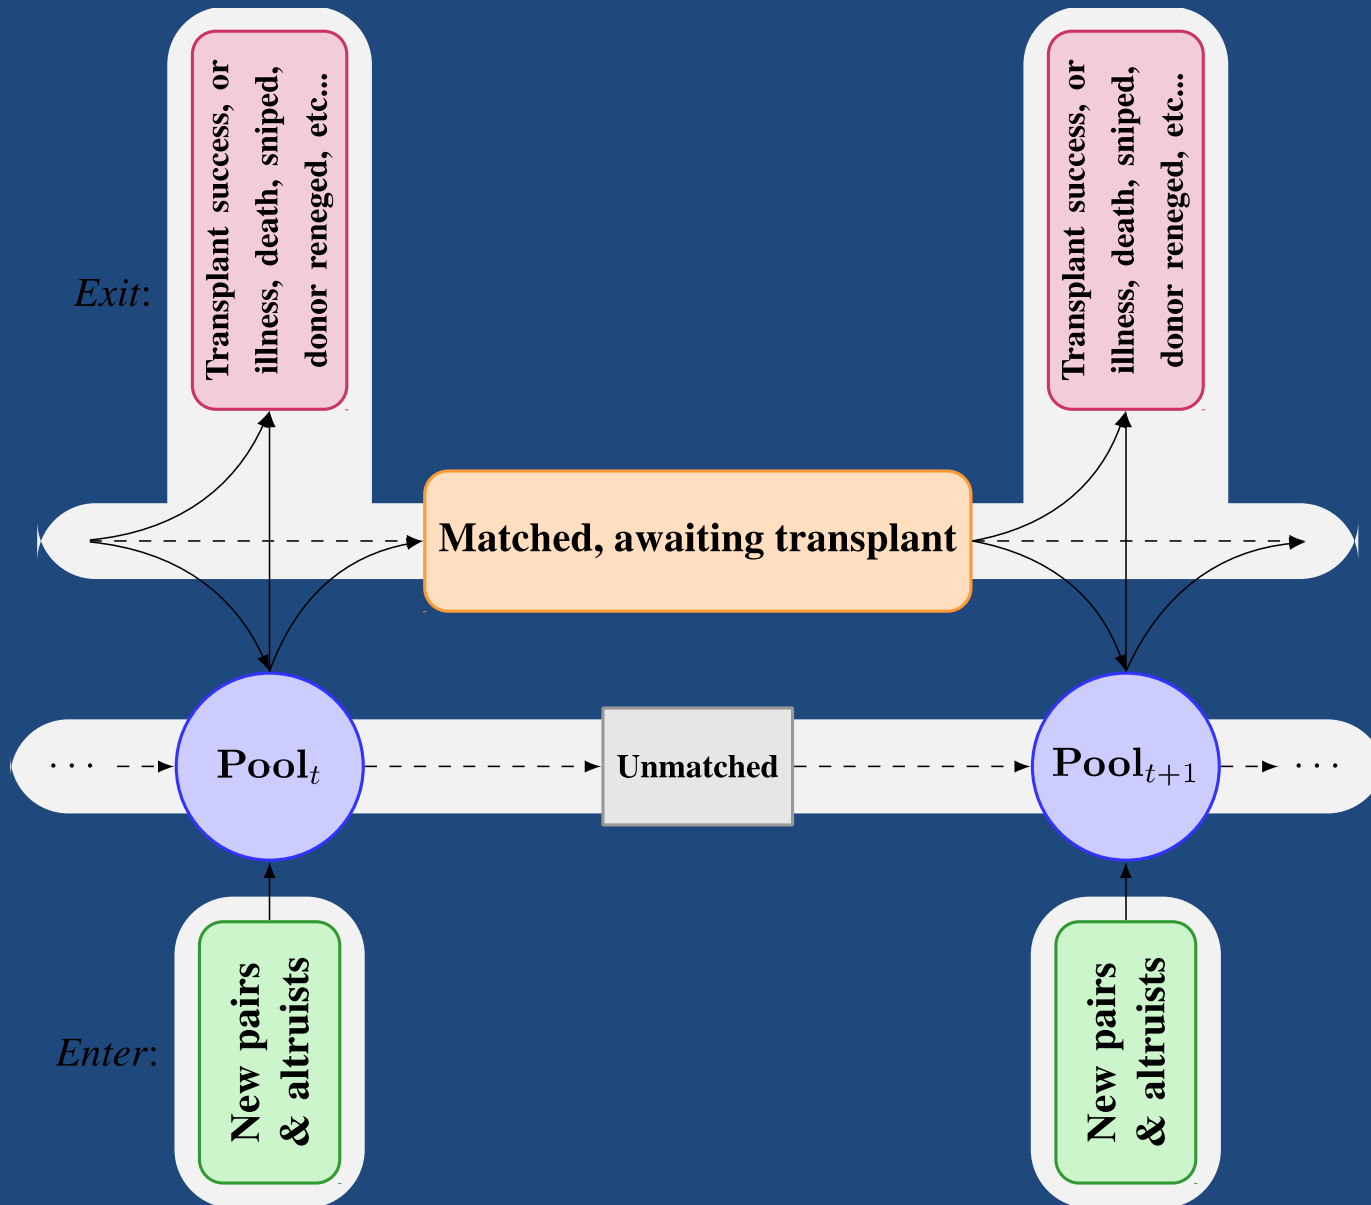 Transplant success, or
illness, death, sniped,
donor reneged, etc...
Transplant success, or
illness, death, sniped,
donor reneged, etc...
Exit:
Matched, awaiting transplant
···
Pool_t
Unmatched
Pool_{t+1}
···
Enter:
New pairs
& altruists
New pairs
& altruists